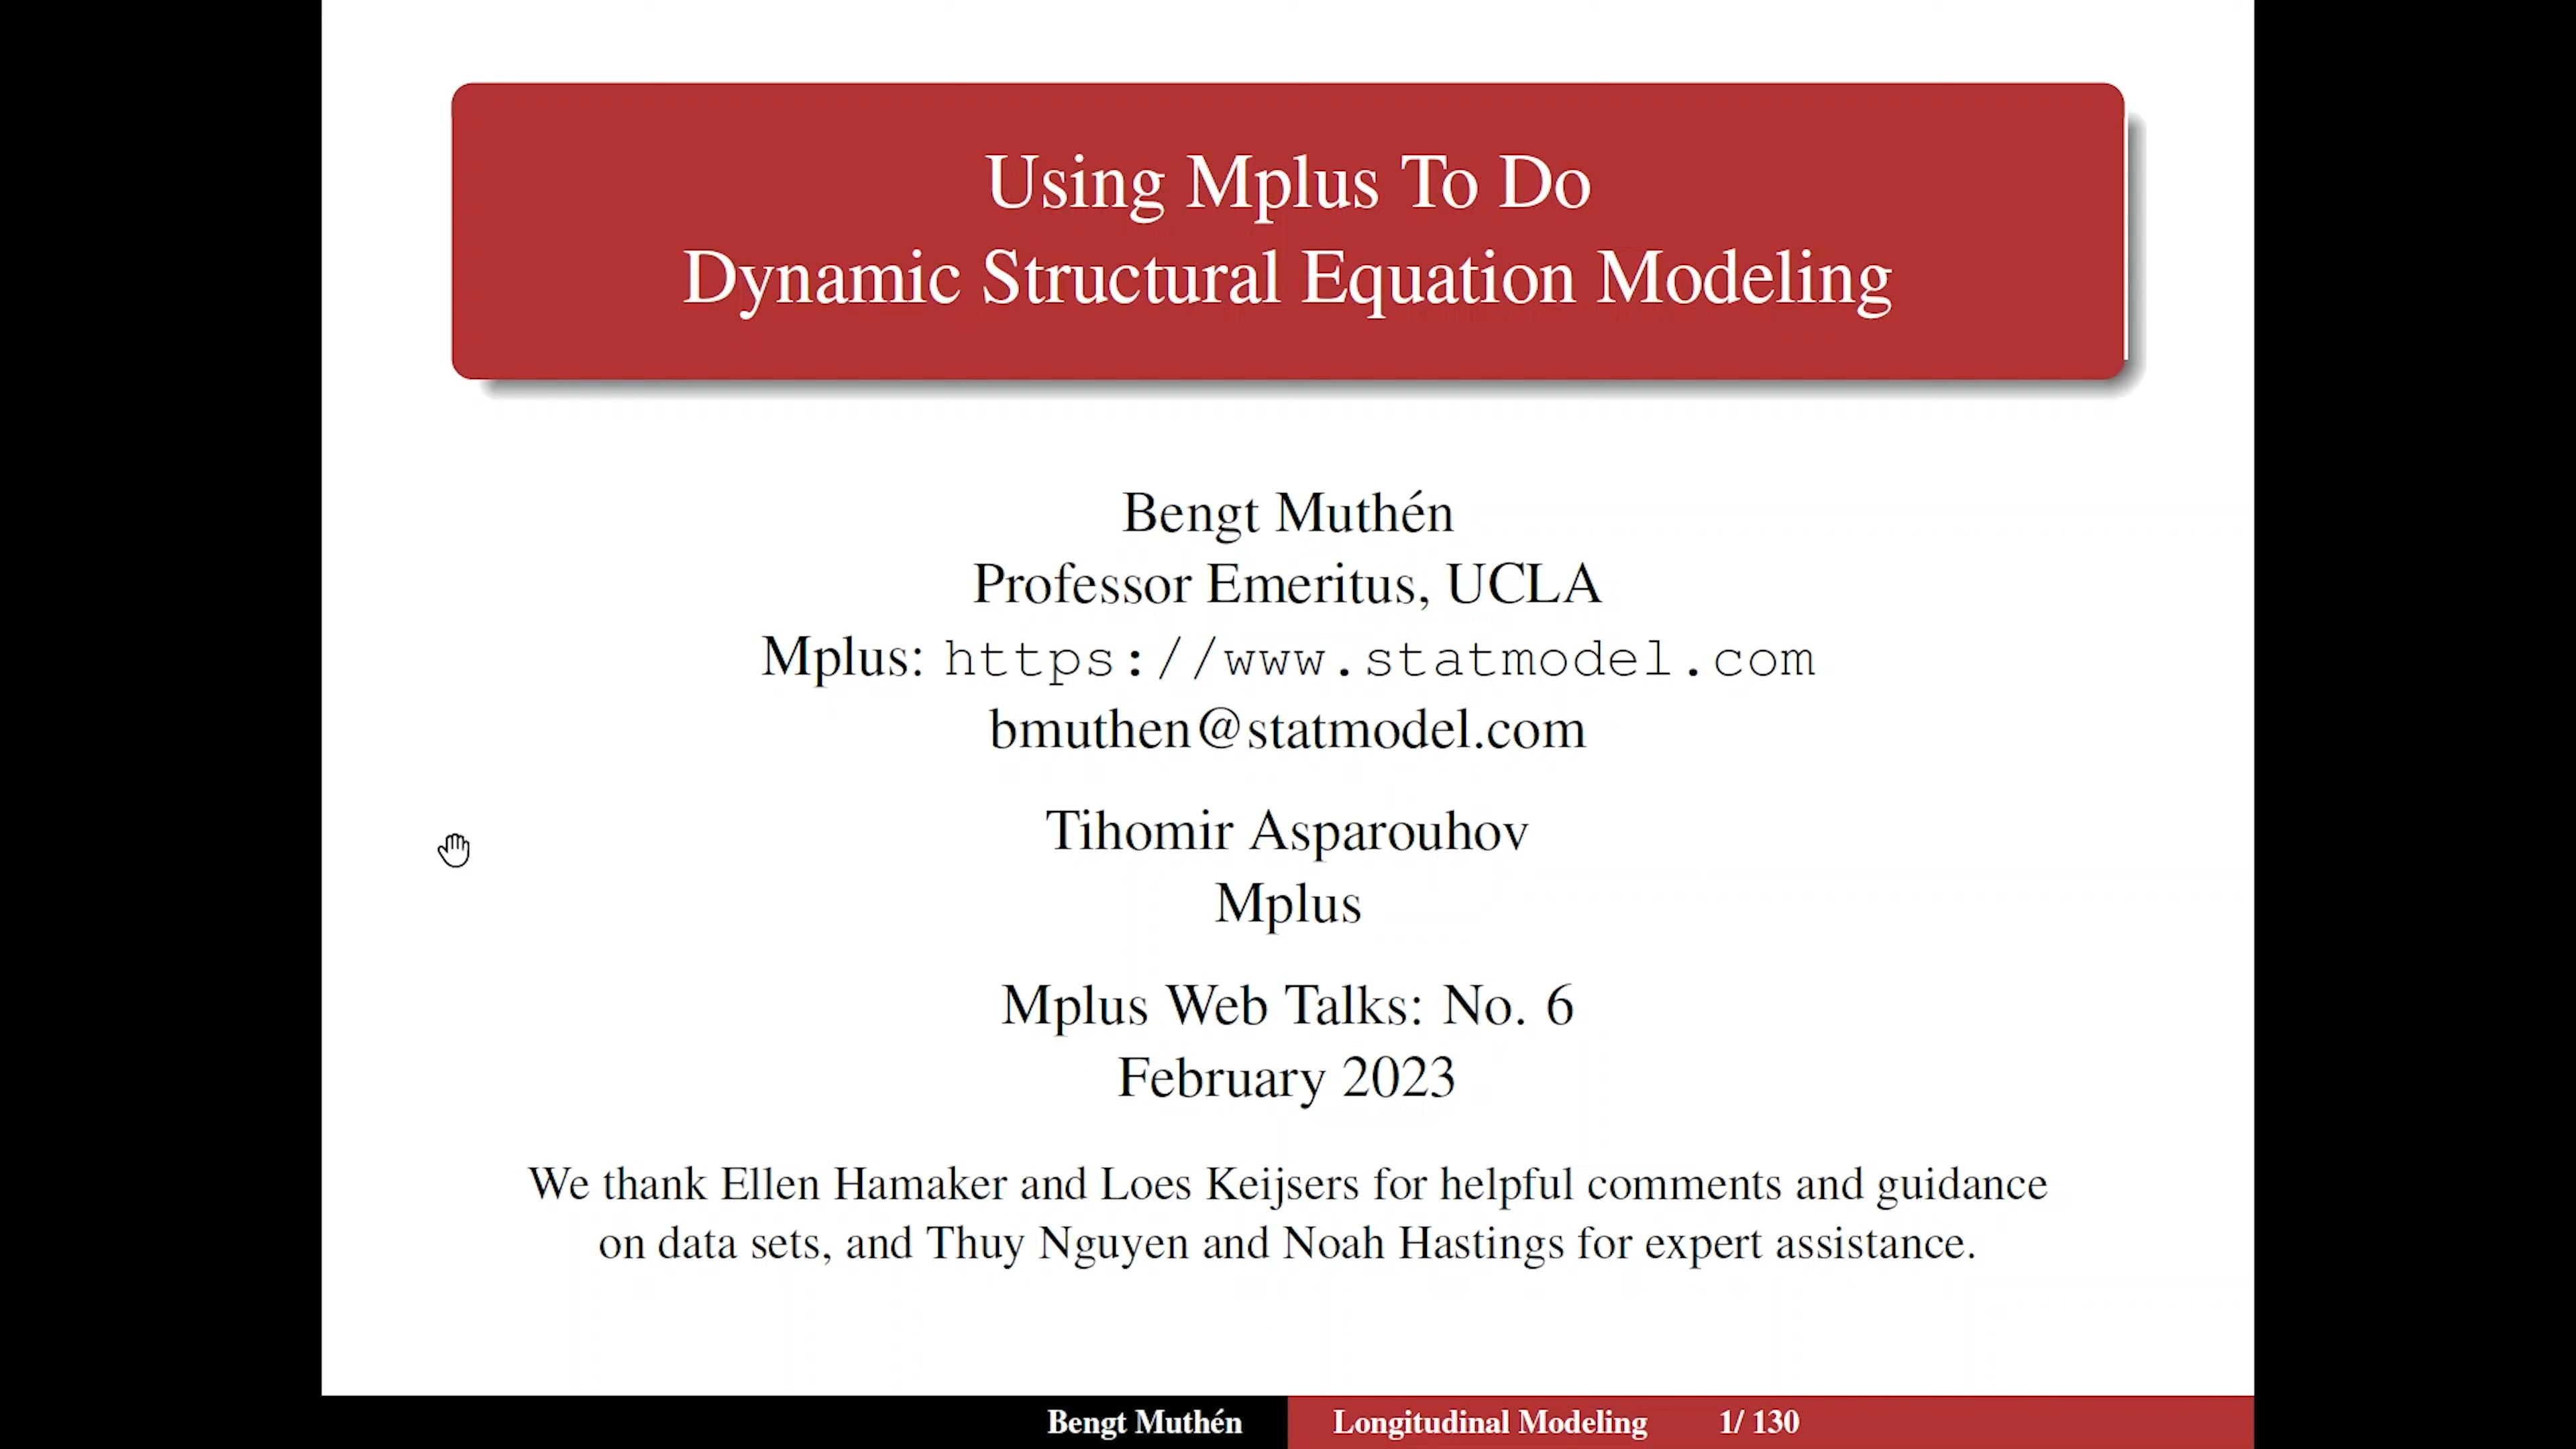 Using Mplus To Do
Dynamic Structural Equation Modeling
Bengt Muthén
Professor Emeritus, UCLA
Mplus: https://www.statmodel.com
bmuthen@statmodel.com
Tihomir Asparouhov
Mplus
Mplus Web Talks: No. 6
February 2023
We thank Ellen Hamaker and Loes Keijsers for helpful comments and guidance
on data sets, and Thuy Nguyen and Noah Hastings for expert assistance.
Bengt Muthén Longitudinal Modeling 1/ 130